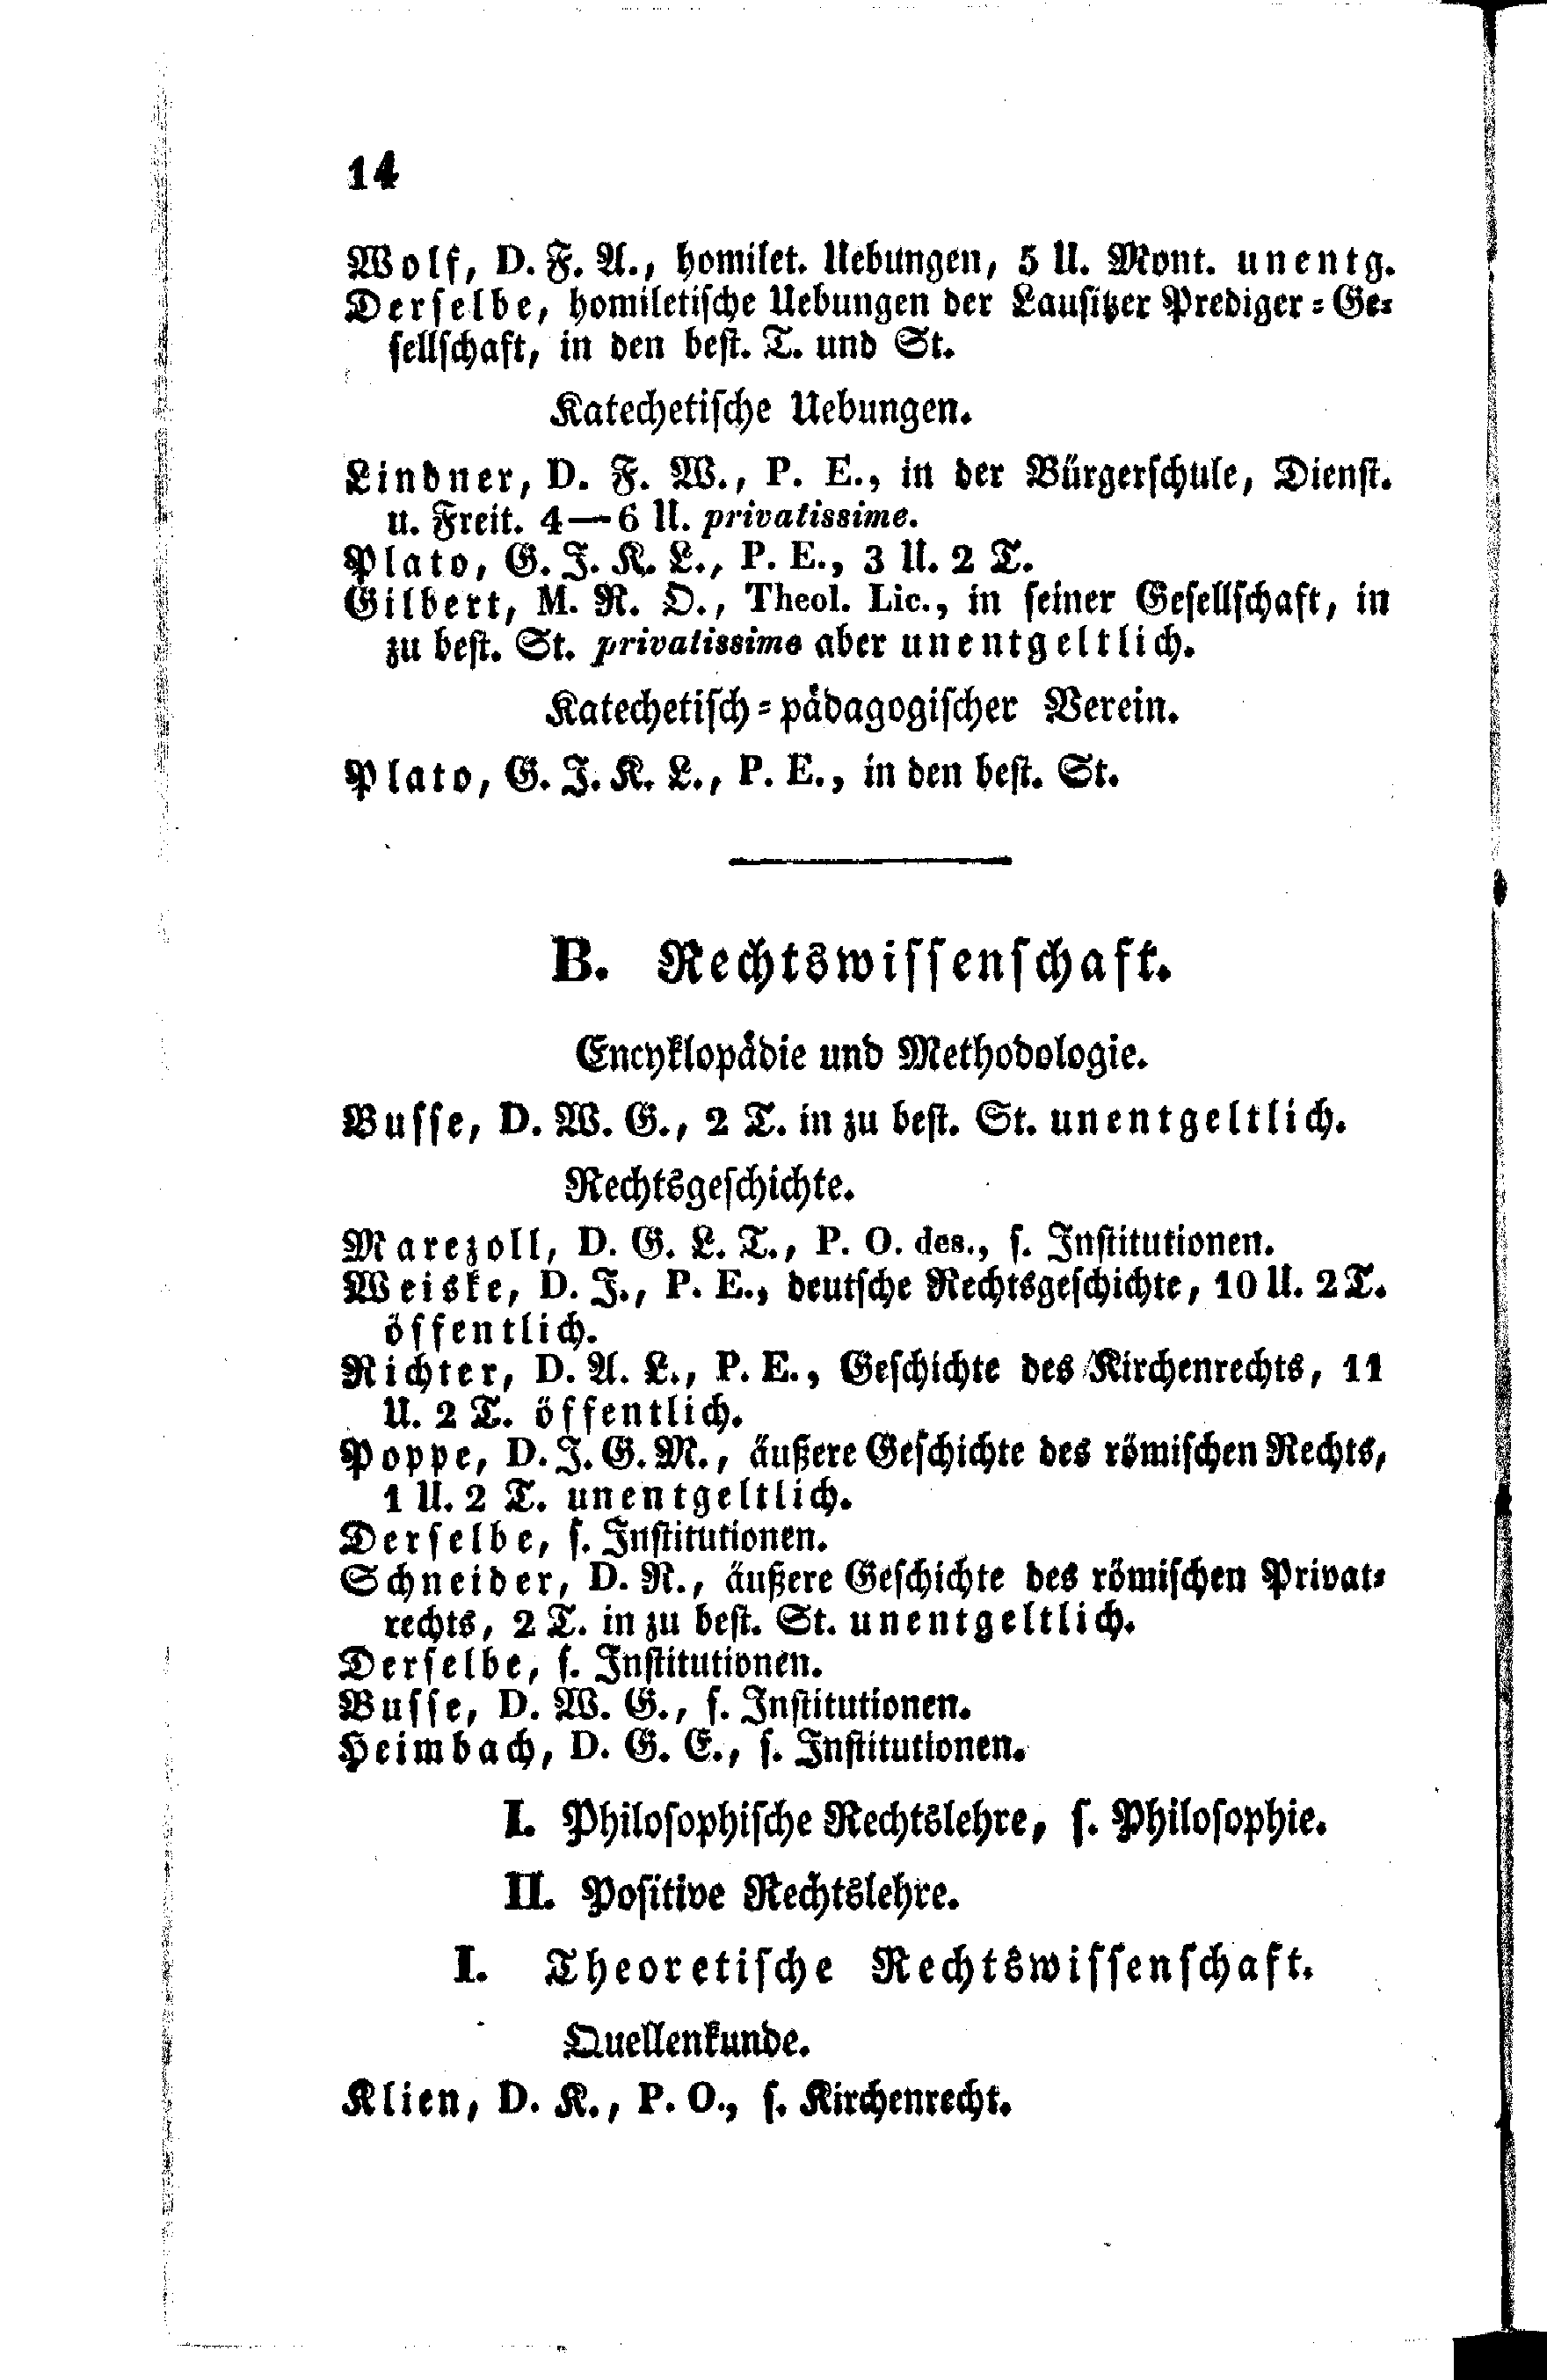 14
Wolf, D. F. A., homilet. Uebungen, 5 U. Mont. unentg.
Derselbe, homiletische Uebungen der Lausitzer Prediger-Ge-
sellschaft, in den best. T. und St.
Katechetische Uebungen.
Lindner, D. F. W., P. E., in der Bürgerschule, Dienst.
u. Freit. 4—6 U. privatissime.
Plato, G. J. K. L., P. E., 3 U. 2 T.
Gilbert, M. R. O., Theol. Lic., in seiner Gesellschaft, in
zu best. St. privatissime aber unentgeltlich.
Katechetisch-pädagogischer Verein.
Plato, G. J. K. L., P. E., in den best. St.
B. Rechtswissenschaft.
Encyklopädie und Methodologie.
Busse, D. W. G., 2 T. in zu best. St. unentgeltlich.
Rechtsgeschichte.
Marezoll, D. G. L. T., P. O. des., s. Institutionen.
Weiske, D. J., P. E., deutsche Rechtsgeschichte, 10 U. 2 T.
öffentlich.
Richter, D. A. L., P. E., Geschichte des Kirchenrechts, 11
U. 2 T. öffentlich.
Poppe, D. J. G. M., äußere Geschichte des römischen Rechts,
1 U. 2 T. unentgeltlich.
Derselbe, s. Institutionen.
Schneider, D. R., äußere Geschichte des römischen Privat-
rechts, 2 T. in zu best. St. unentgeltlich.
Derselbe, s. Institutionen.
Busse, D. W. G., s. Institutionen.
Heimbach, D. G. E., s. Institutionen.
I. Philosophische Rechtslehre, s. Philosophie.
II. Positive Rechtslehre.
I. Theoretische Rechtswissenschaft.
Quellenkunde.
Klien, D. K., P. O., s. Kirchenrecht.